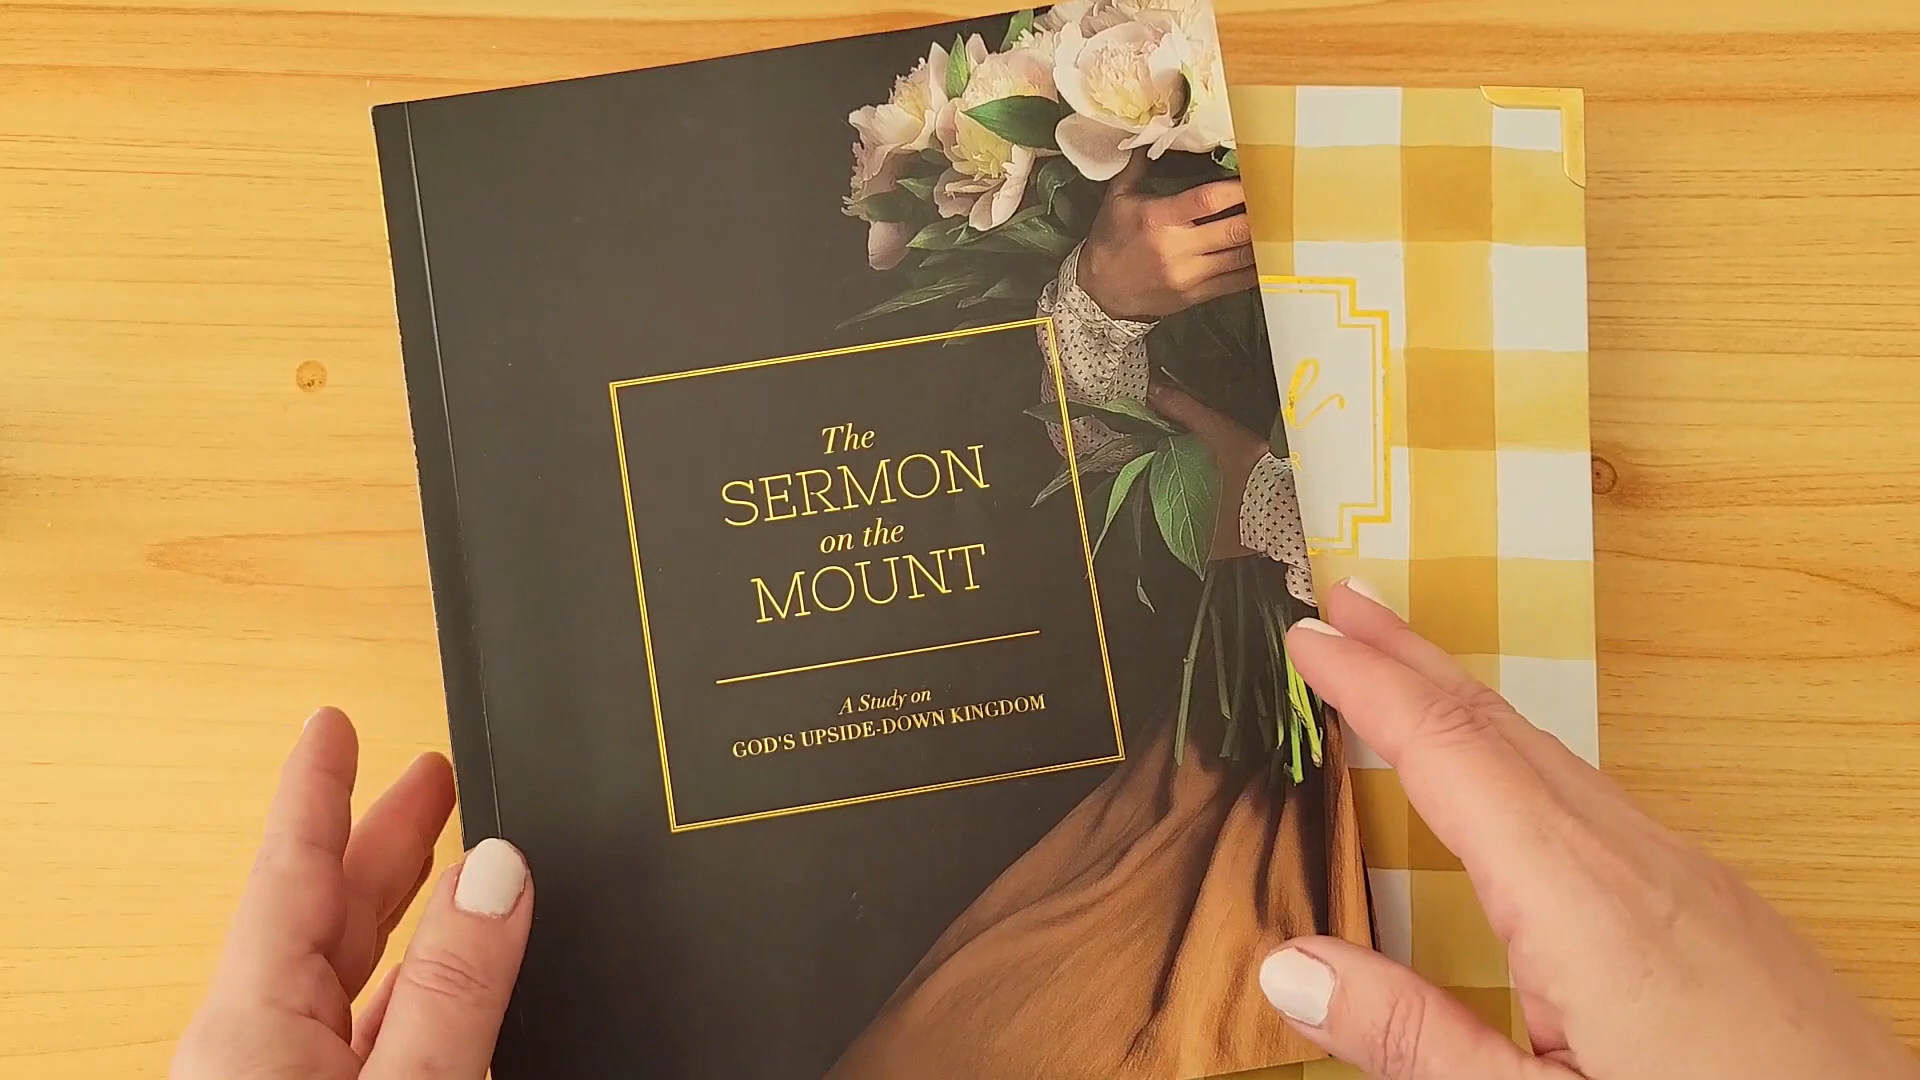 The
SERMON
on the
MOUNT
A Study on
GOD'S UPSIDE-DOWN KINGDOM